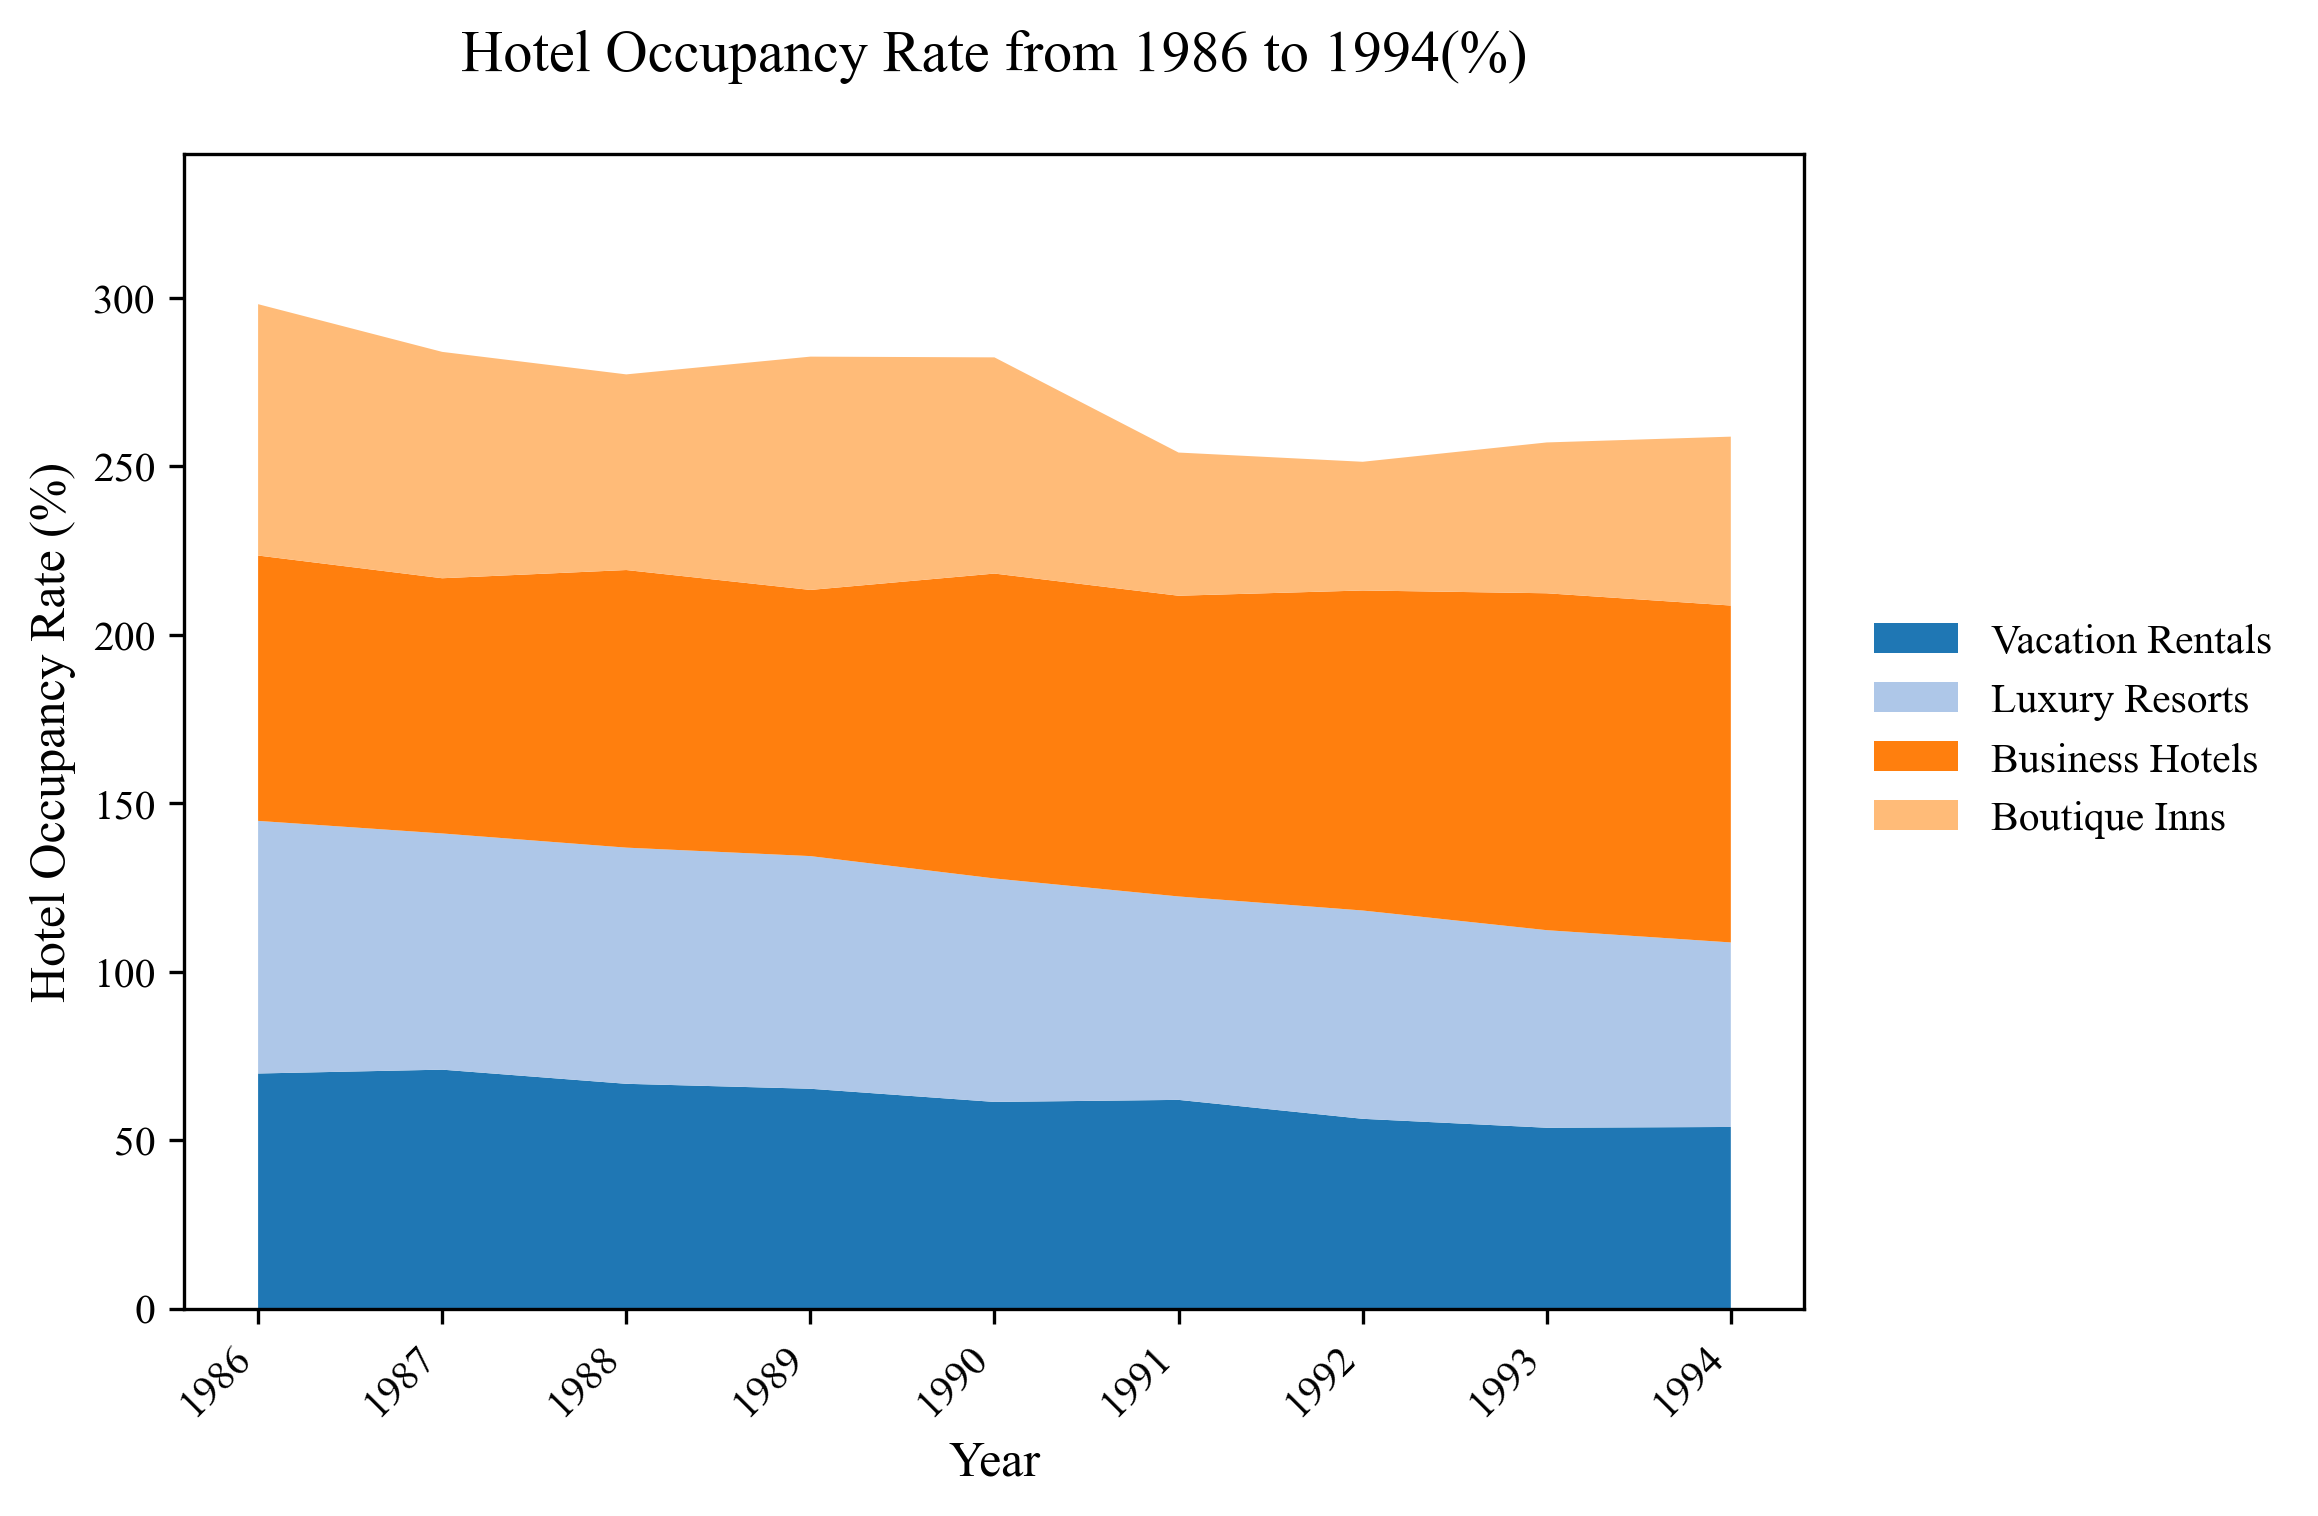 Hotel Occupancy Rate from 1986 to 1994(%)
Hotel Occupancy Rate (%)
300
250
200
150
100
50
0
1986
1987
1988
1989
1990
1991
1992
1993
1994
Year
Vacation Rentals
Luxury Resorts
Business Hotels
Boutique Inns